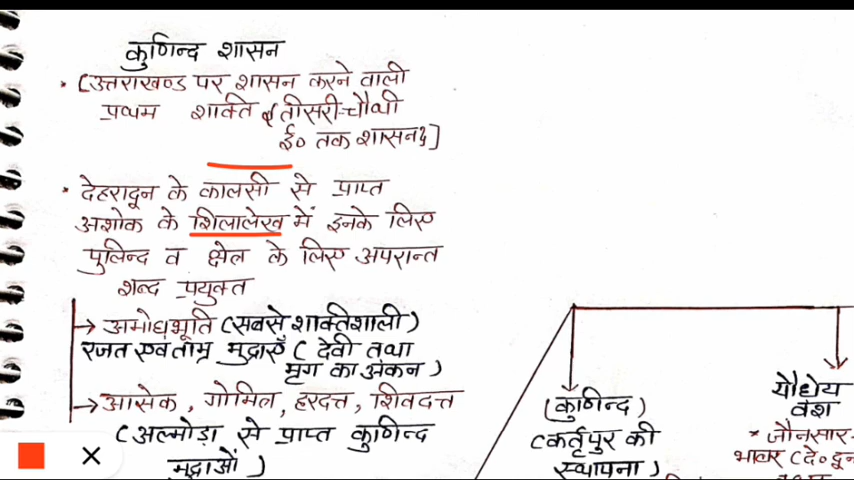 कुणिन्द शासन
• [उत्तराखण्ड पर शासन करने वाली
प्रथम शक्ति {तीसरी-चौथी
ई० तक शासन}]
• देहरादून के कालसी से प्राप्त
अशोक के शिलालेख में इनके लिए
पुलिन्द व क्षेत्र के लिए अपरान्त
शब्द प्रयुक्त
→ अमोघभूति (सबसे शाक्तिशाली)
रजत एवं ताम्र मुद्राएँ ( देवी तथा
मृग का अंकन )
→ आसेक, गोमित्र, हरदत्त, शिवदत्त
(अल्मोड़ा से प्राप्त कुणिन्द
मुद्राओं )
(कुणिन्द)
(कर्तृपुर की
स्थापना)
यौधेय
वंश
* जौनसार-
भावर (दे० दून